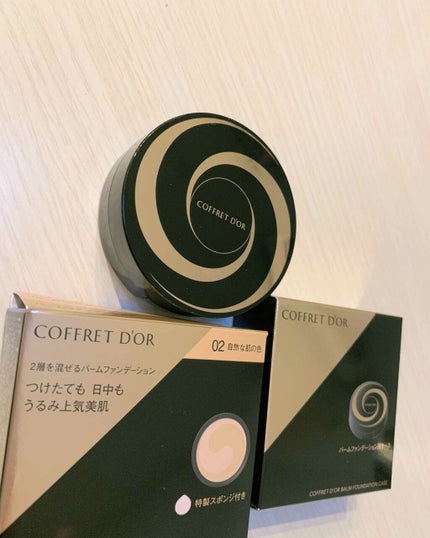 COFFRET D'OR
COFFRET D'OR
02 自然な肌の色
2層を混ぜるバームファンデーション
つけたても 日中も
うるみ上気美肌
特製スポンジ付き
COFFRET D'OR
バームファンデーション用ケース
COFFRET D'OR BALM FOUNDATION CASE